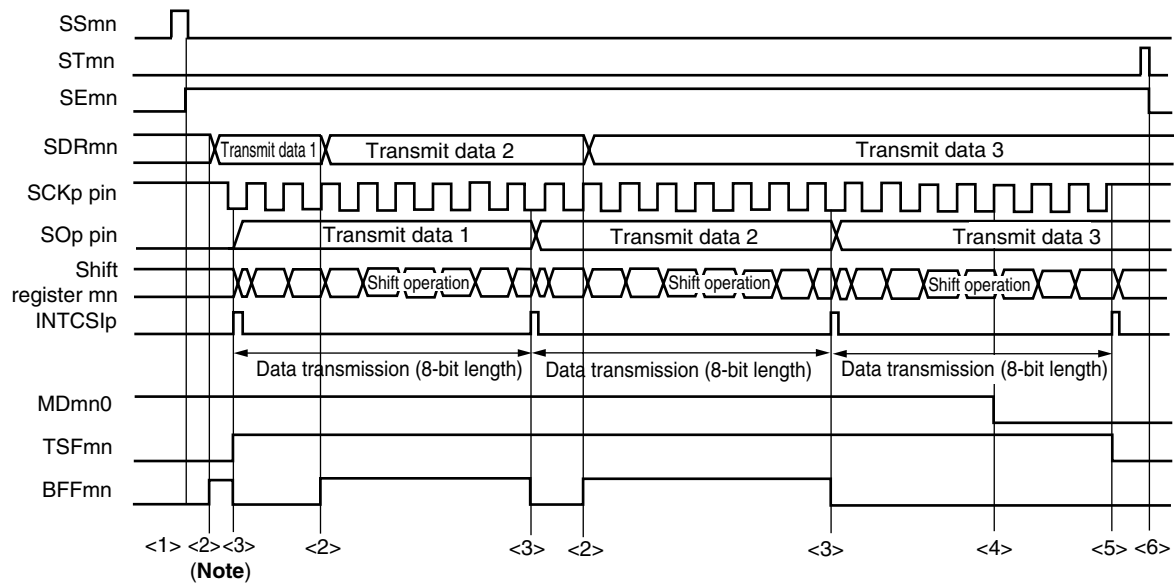 SSmn
STmn
SEmn
SDRmn
Transmit data 1
Transmit data 2
Transmit data 3
SCKp pin
SOp pin
Transmit data 1
Transmit data 2
Transmit data 3
Shift
register mn
Shift operation
Shift operation
Shift operation
INTCSIp
Data transmission (8-bit length)
Data transmission (8-bit length)
Data transmission (8-bit length)
MDmn0
TSFmn
BFFmn
<1>
<2>
<3>
<2>
<3>
<2>
<3>
<4>
<5>
<6>
(Note)